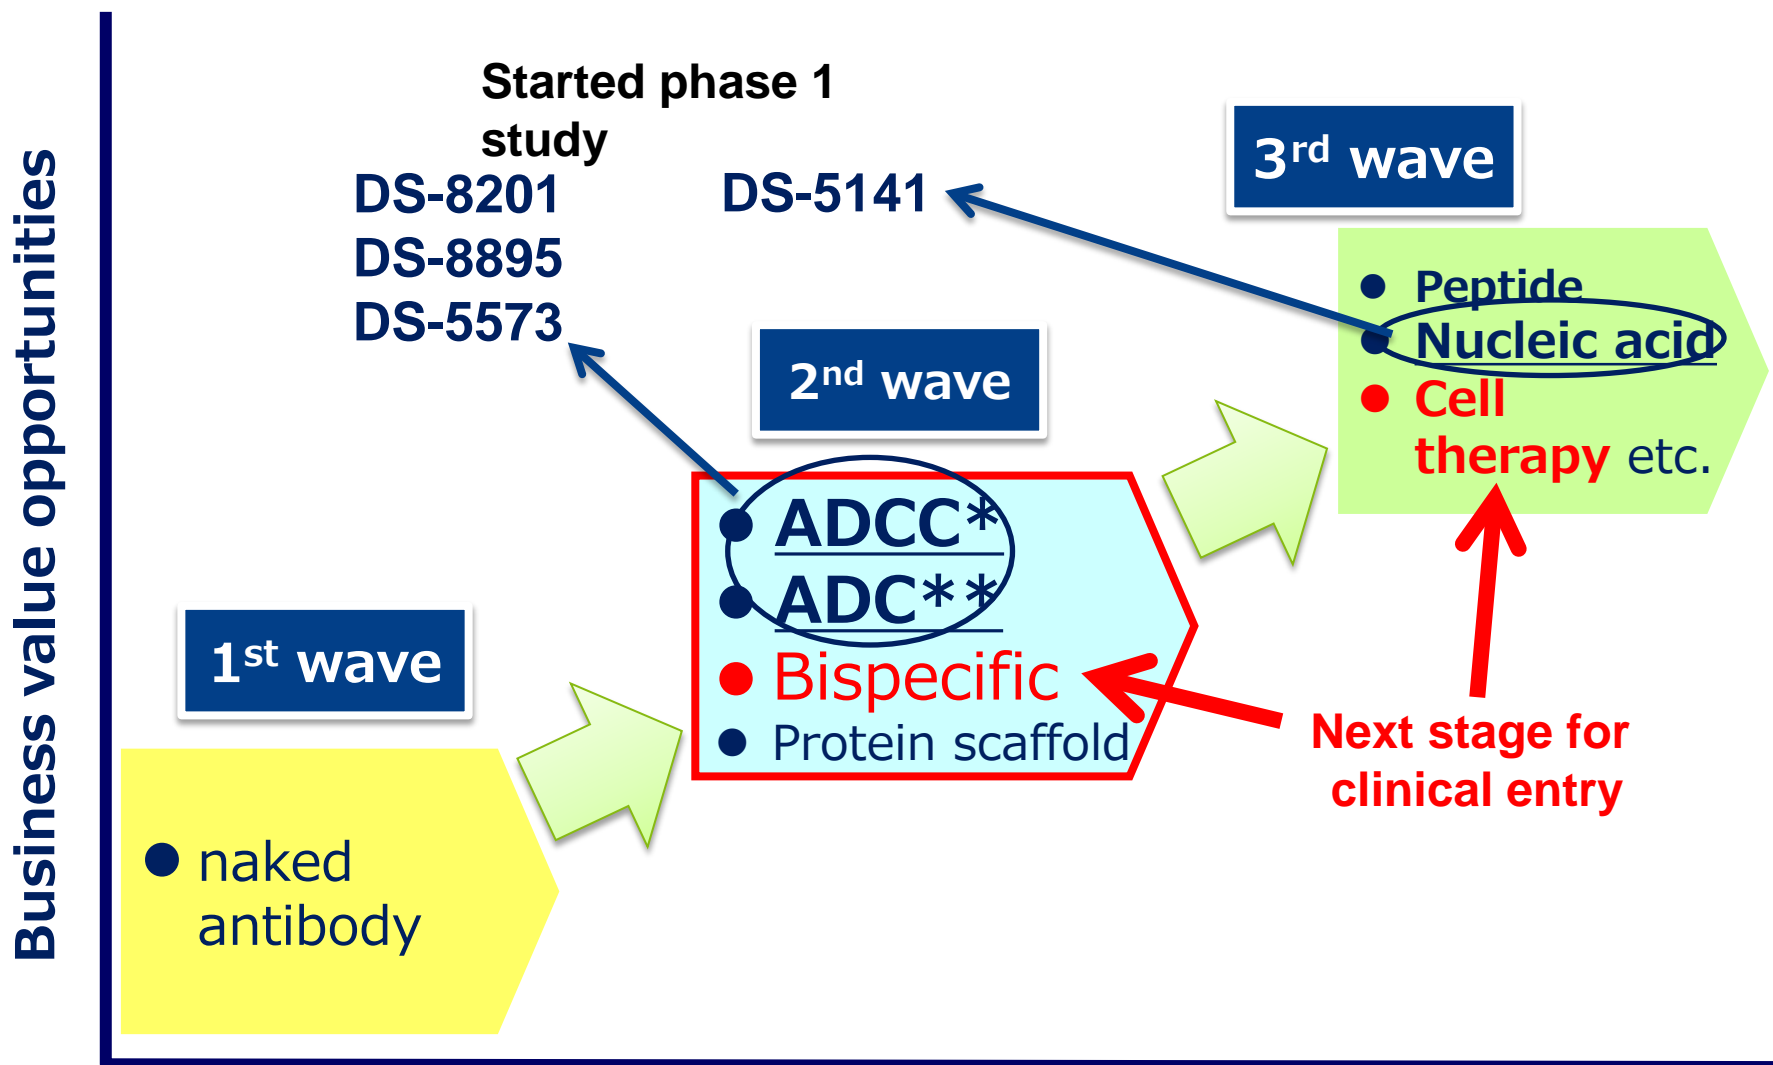 Business value opportunities
Started phase 1
study
DS-8201
DS-8895
DS-5573
DS-5141
3rd wave
● Peptide
● Nucleic acid
● Cell
therapy etc.
2nd wave
● ADCC*
● ADC**
● Bispecific
● Protein scaffold
1st wave
● naked
antibody
Next stage for
clinical entry